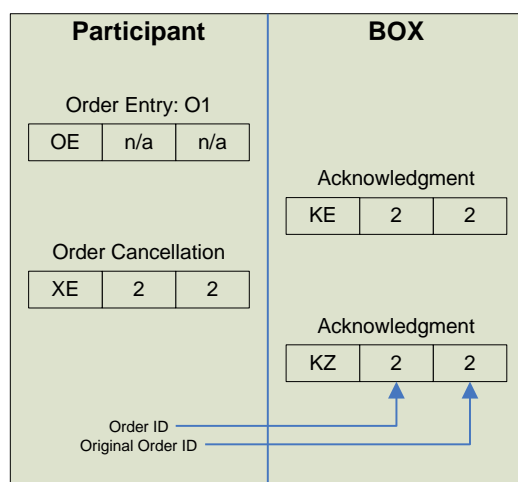 Participant BOX
Order Entry: O1
OE n/a n/a
Acknowledgment
KE 2 2
Order Cancellation
XE 2 2
Acknowledgment
KZ 2 2
Order ID
Original Order ID